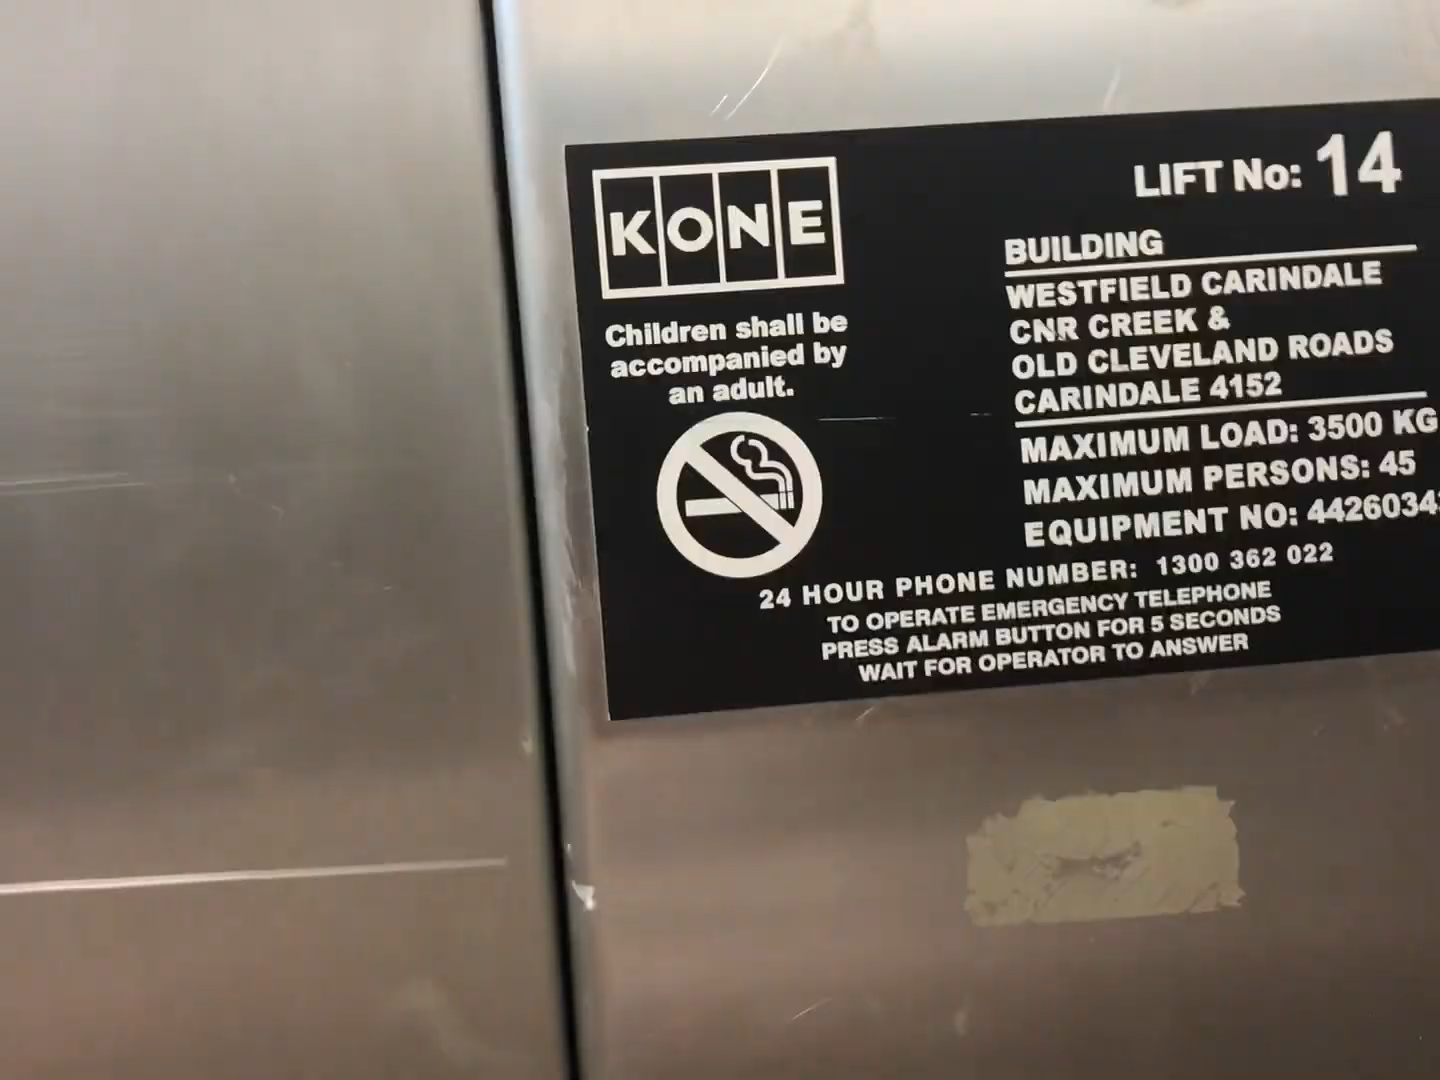 KONE
Children shall be
accompanied by
an adult.
LIFT No: 14
BUILDING
WESTFIELD CARINDALE
CNR CREEK &
OLD CLEVELAND ROADS
CARINDALE 4152
MAXIMUM LOAD: 3500 KG
MAXIMUM PERSONS: 45
EQUIPMENT NO:
24 HOUR PHONE NUMBER: 1300 362 022
TO OPERATE EMERGENCY TELEPHONE
PRESS ALARM BUTTON FOR 5 SECONDS
WAIT FOR OPERATOR TO ANSWER